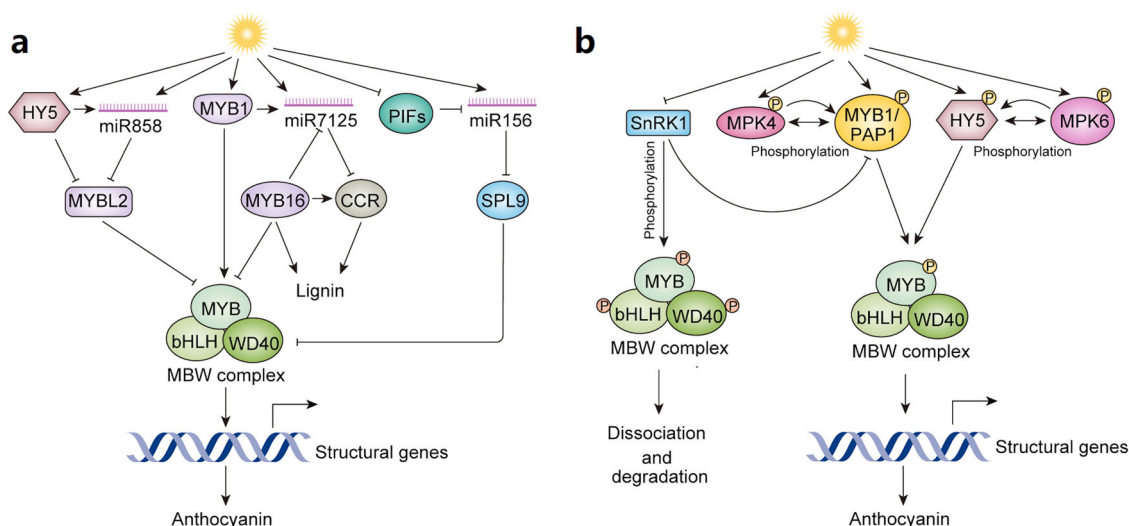 a
HY5
miR858
MYB1
miR7125
PIFs
miR156
MYBL2
MYB16
CCR
SPL9
Lignin
MYB
bHLH
WD40
MBW complex
Structural genes
Anthocyanin
b
SnRK1
P
MPK4
P
MYB1/
PAP1
P
HY5
P
MPK6
Phosphorylation
Phosphorylation
Phosphorylation
P
MYB
P
bHLH
WD40
P
MBW complex
Dissociation
and
degradation
P
MYB
bHLH
WD40
MBW complex
Structural genes
Anthocyanin